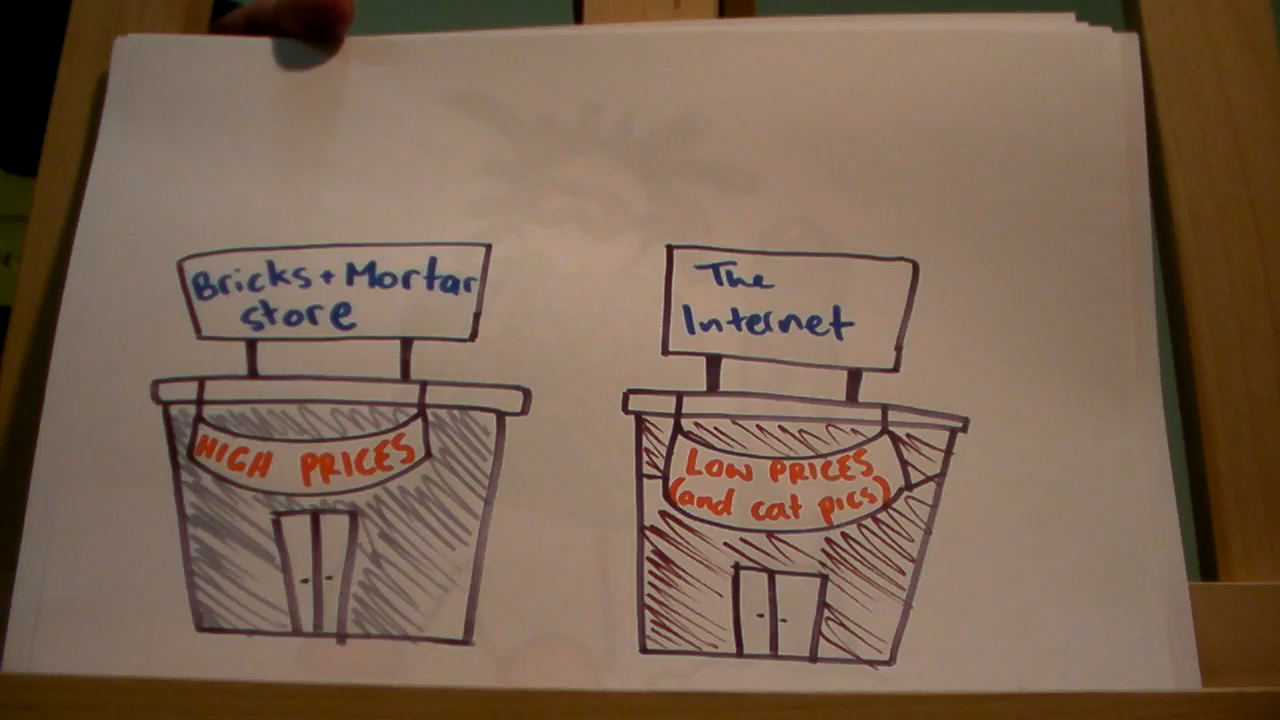 Bricks + Mortar
store
HIGH PRICES
The
Internet
LOW PRICES
(and cat pics)